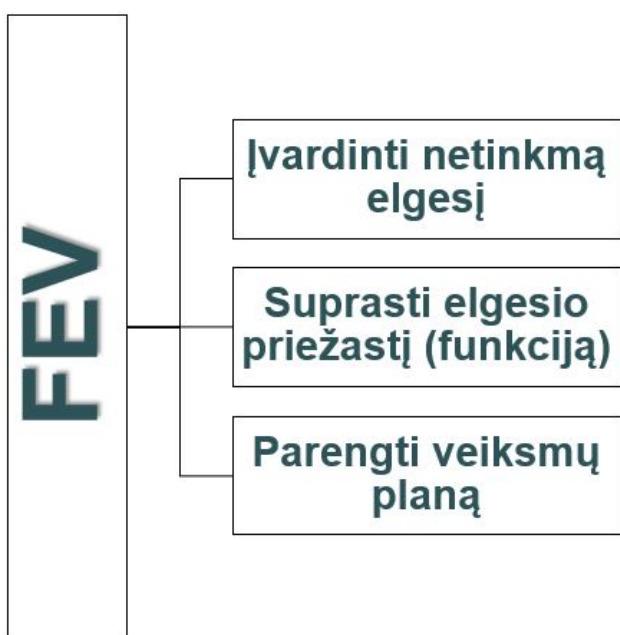 FEV
Įvardinti netinkmą
elgesį
Suprasti elgesio
priežastį (funkciją)
Parengti veiksmų
planą